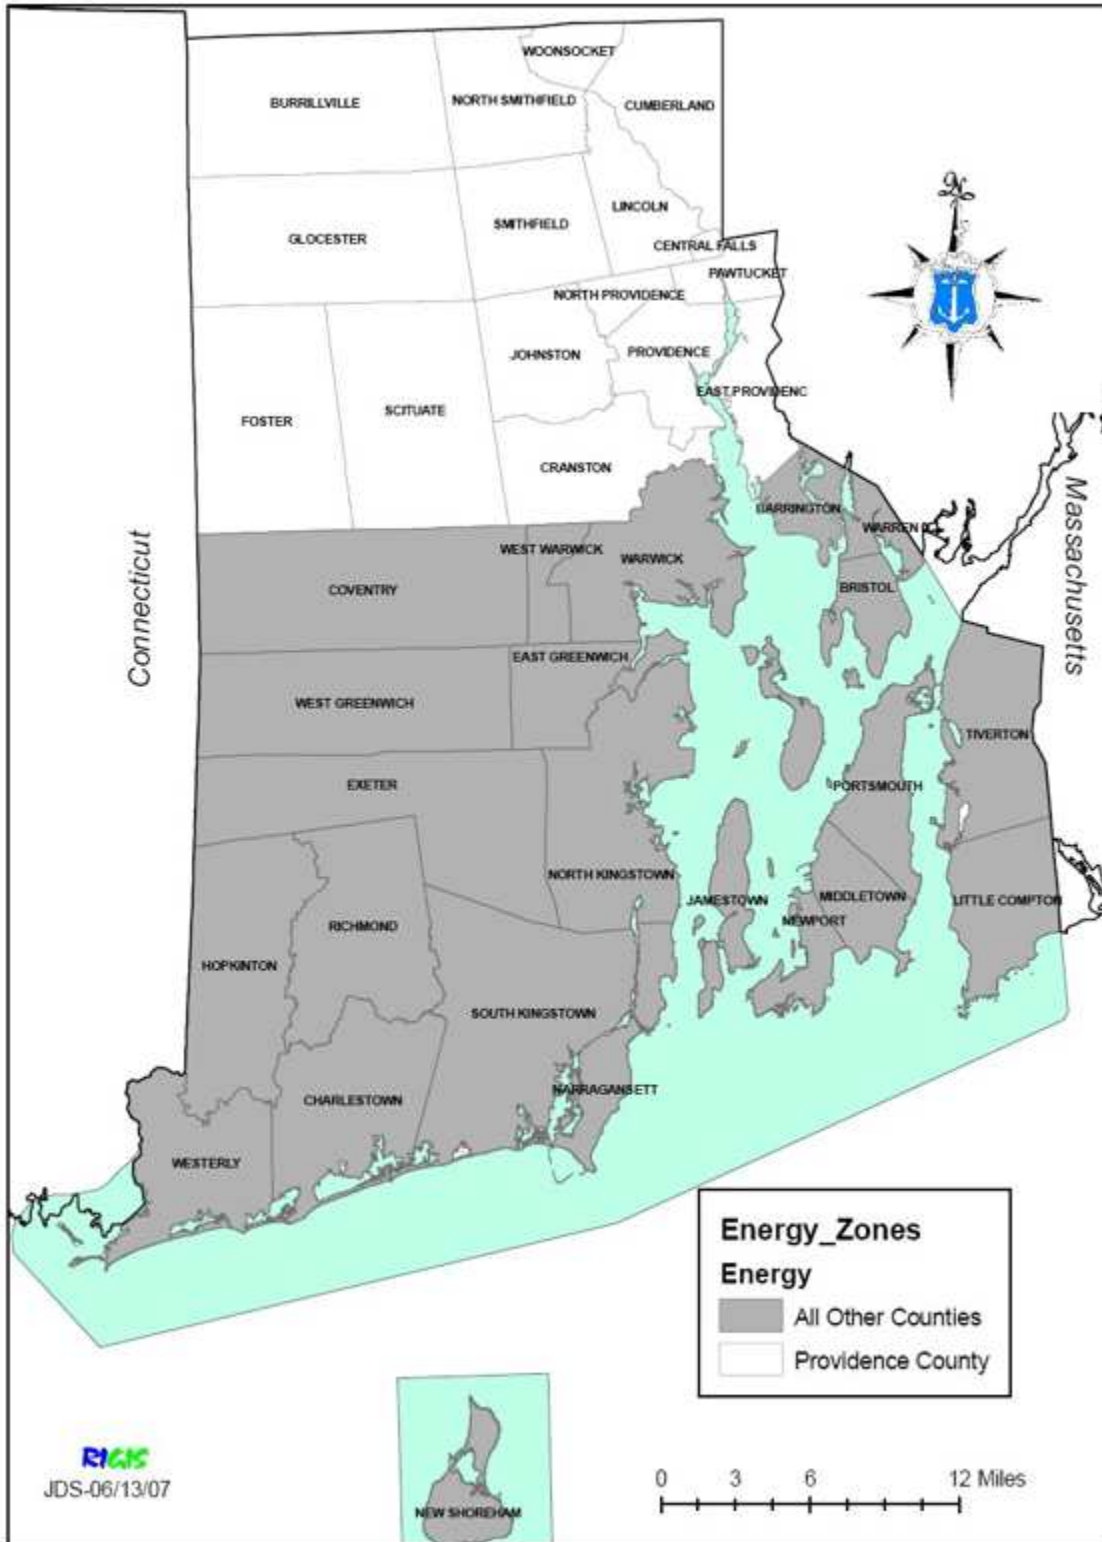 WOONSOCKET
BURRILLVILLE
NORTH SMITHFIELD
CUMBERLAND
LINCOLN
SMITHFIELD
GLOCESTER
CENTRAL FALLS
PAWTUCKET
NORTH PROVIDENCE
JOHNSTON
PROVIDENCE
EAST PROVIDENC
SCITUATE
FOSTER
CRANSTON
N
BARRINGTON
WARREN
WEST WARWICK
WARWICK
COVENTRY
BRISTOL
Connecticut
Massachusetts
EAST GREENWICH
WEST GREENWICH
TIVERTON
EXETER
PORTSMOUTH
NORTH KINGSTOWN
JAMESTOWN
MIDDLETOWN
LITTLE COMPTON
NEWPORT
RICHMOND
HOPKINTON
SOUTH KINGSTOWN
NARRAGANSETT
CHARLESTOWN
WESTERLY
Energy_Zones
Energy
All Other Counties
Providence County
RIGIS
JDS-06/13/07
NEW SHOREHAM
0 3 6 12 Miles